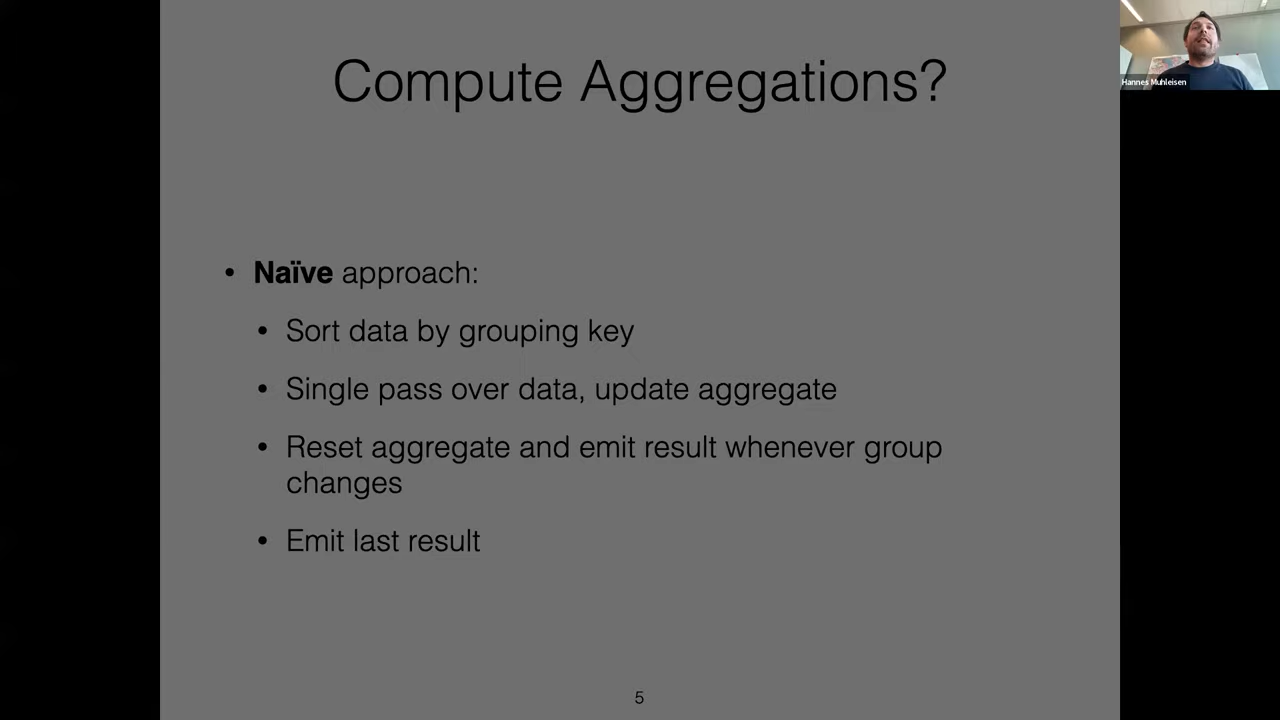 Compute Aggregations?
Hannes Muhleisen
• Naïve approach:
• Sort data by grouping key
• Single pass over data, update aggregate
• Reset aggregate and emit result whenever group
changes
• Emit last result
5